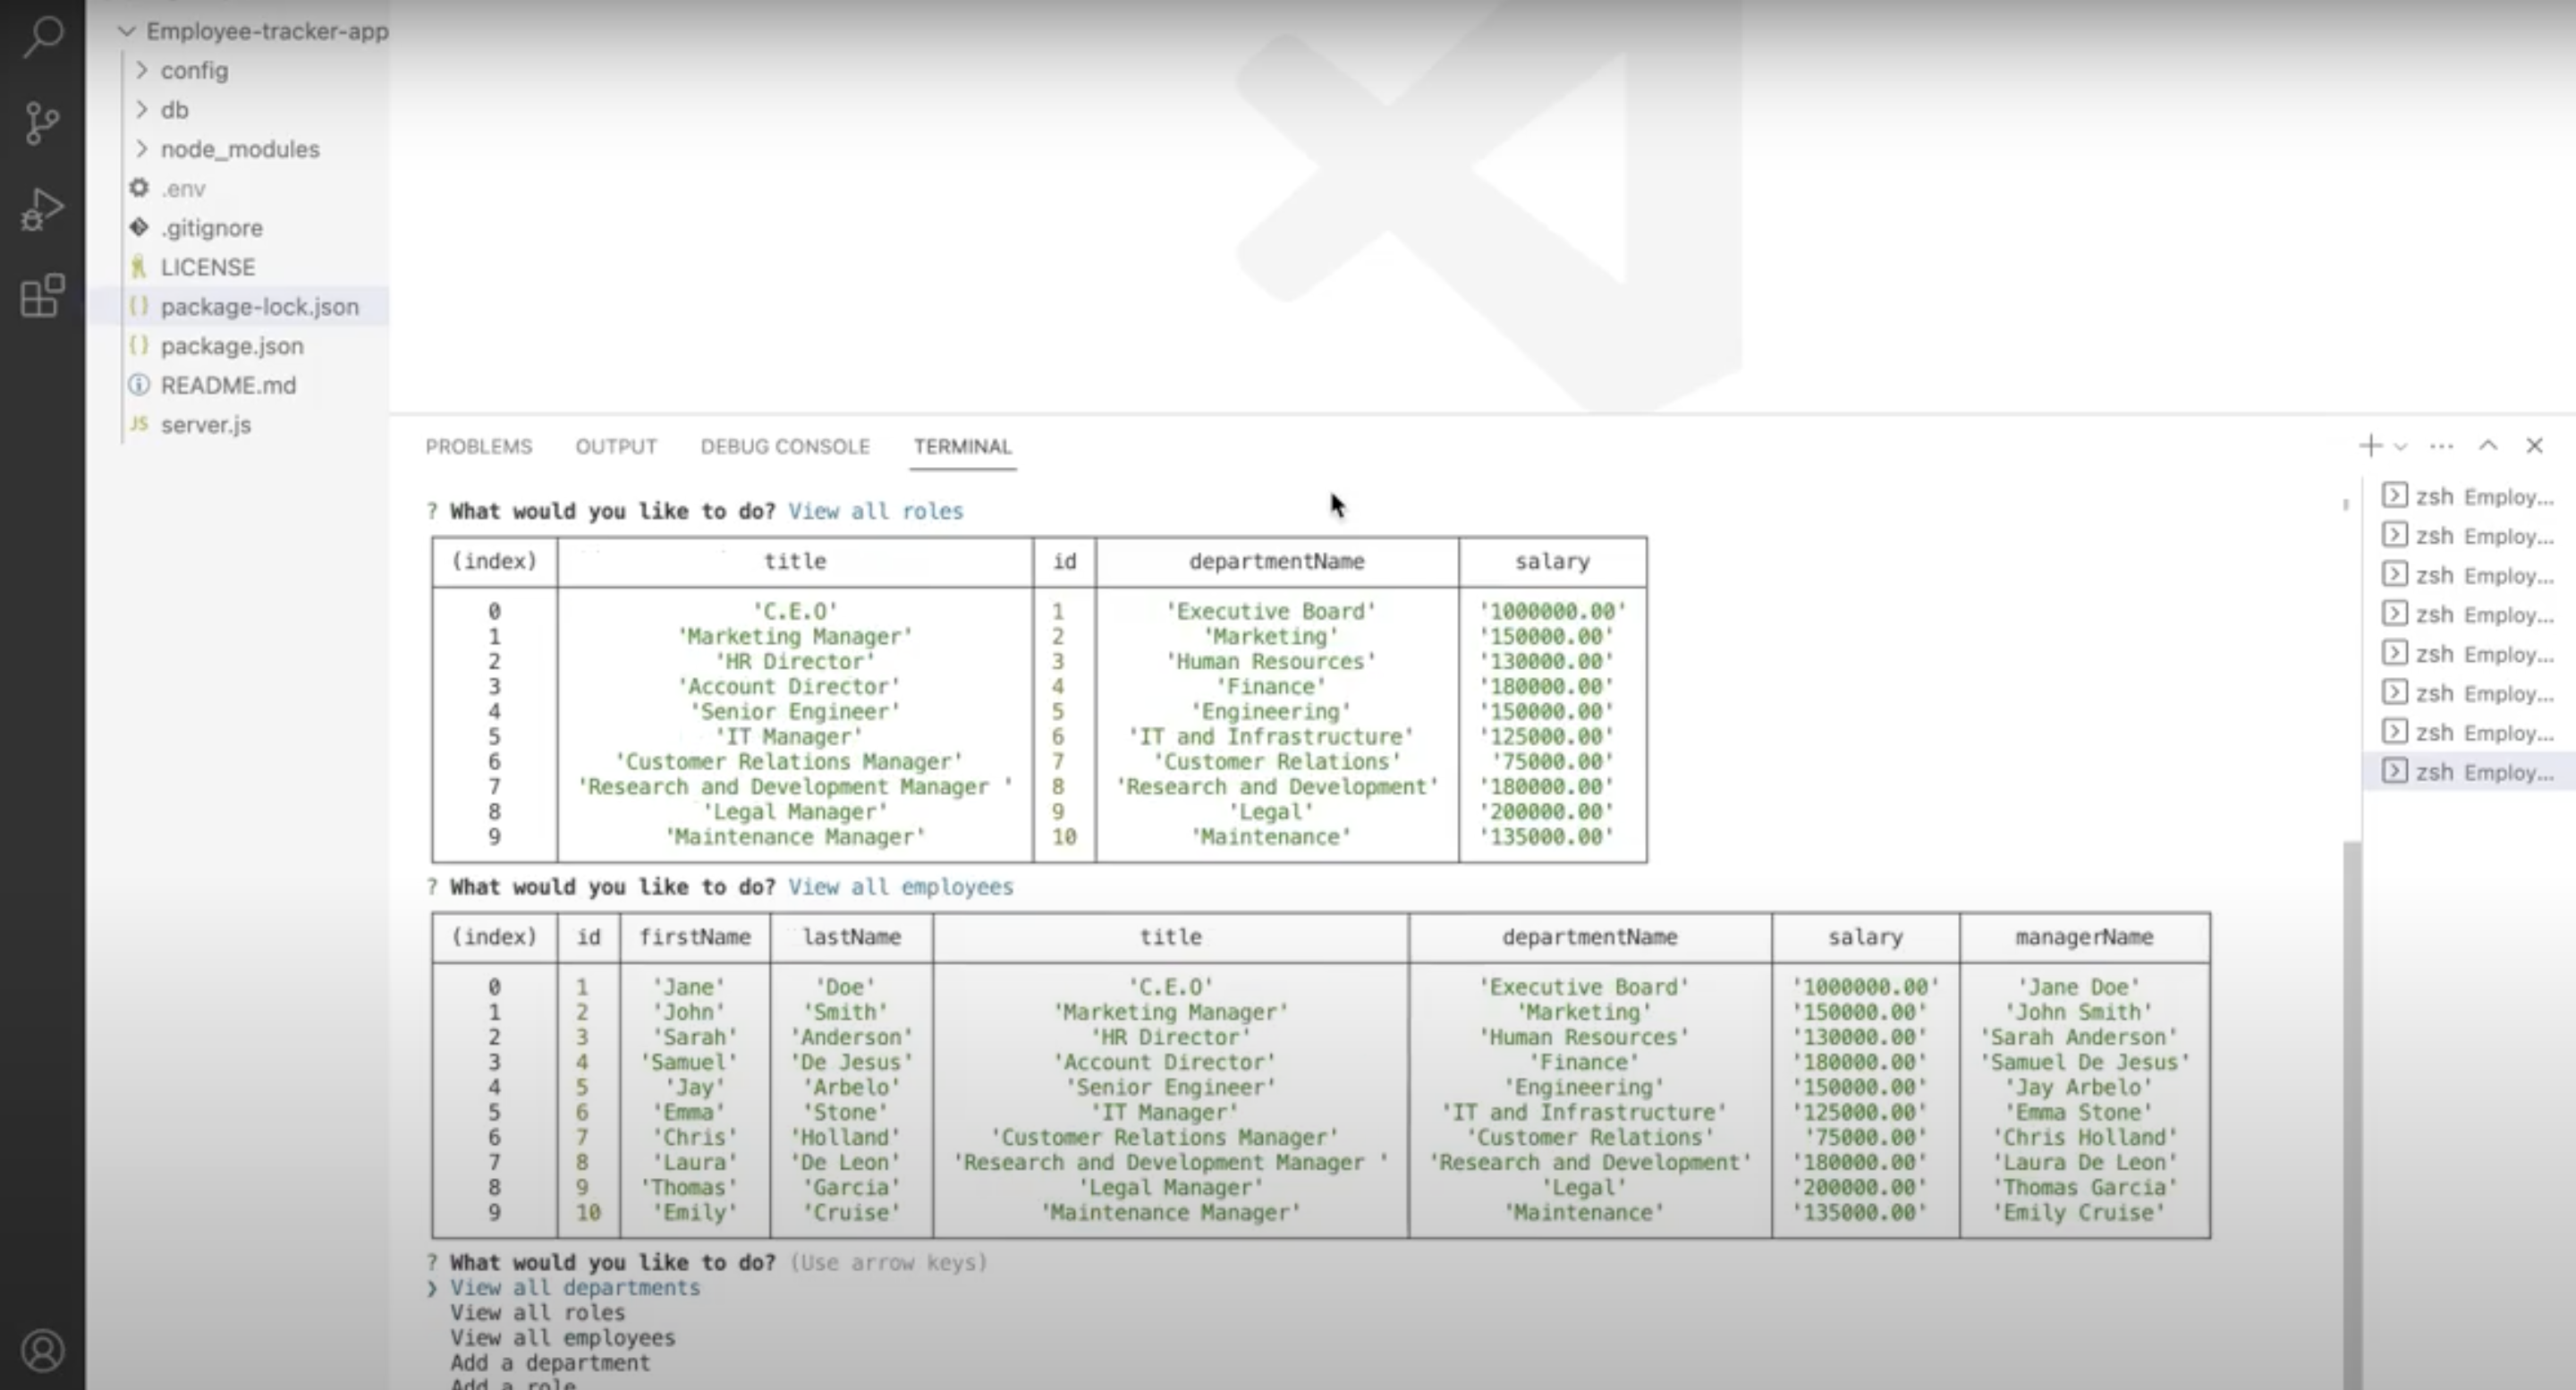 Employee-tracker-app
config
db
node_modules
.env
.gitignore
LICENSE
package-lock.json
package.json
README.md
JS server.js
PROBLEMS OUTPUT DEBUG CONSOLE TERMINAL
? What would you like to do? View all roles
(index) title id departmentName salary
0 'C.E.O' 1 'Executive Board' '1000000.00'
1 'Marketing Manager' 2 'Marketing' '150000.00'
2 'HR Director' 3 'Human Resources' '130000.00'
3 'Account Director' 4 'Finance' '180000.00'
4 'Senior Engineer' 5 'Engineering' '150000.00'
5 'IT Manager' 6 'IT and Infrastructure' '125000.00'
6 'Customer Relations Manager' 7 'Customer Relations' '75000.00'
7 'Research and Development Manager ' 8 'Research and Development' '180000.00'
8 'Legal Manager' 9 'Legal' '200000.00'
9 'Maintenance Manager' 10 'Maintenance' '135000.00'
? What would you like to do? View all employees
(index) id firstName lastName title departmentName salary managerName
0 1 'Jane' 'Doe' 'C.E.O' 'Executive Board' '1000000.00' 'Jane Doe'
1 2 'John' 'Smith' 'Marketing Manager' 'Marketing' '150000.00' 'John Smith'
2 3 'Sarah' 'Anderson' 'HR Director' 'Human Resources' '130000.00' 'Sarah Anderson'
3 4 'Samuel' 'De Jesus' 'Account Director' 'Finance' '180000.00' 'Samuel De Jesus'
4 5 'Jay' 'Arbelo' 'Senior Engineer' 'Engineering' '150000.00' 'Jay Arbelo'
5 6 'Emma' 'Stone' 'IT Manager' 'IT and Infrastructure' '125000.00' 'Emma Stone'
6 7 'Chris' 'Holland' 'Customer Relations Manager' 'Customer Relations' '75000.00' 'Chris Holland'
7 8 'Laura' 'De Leon' 'Research and Development Manager ' 'Research and Development' '180000.00' 'Laura De Leon'
8 9 'Thomas' 'Garcia' 'Legal Manager' 'Legal' '200000.00' 'Thomas Garcia'
9 10 'Emily' 'Cruise' 'Maintenance Manager' 'Maintenance' '135000.00' 'Emily Cruise'
? What would you like to do? (Use arrow keys)
❯ View all departments
View all roles
View all employees
Add a department
Add a role
zsh Employ...
zsh Employ...
zsh Employ...
zsh Employ...
zsh Employ...
zsh Employ...
zsh Employ...
zsh Employ...